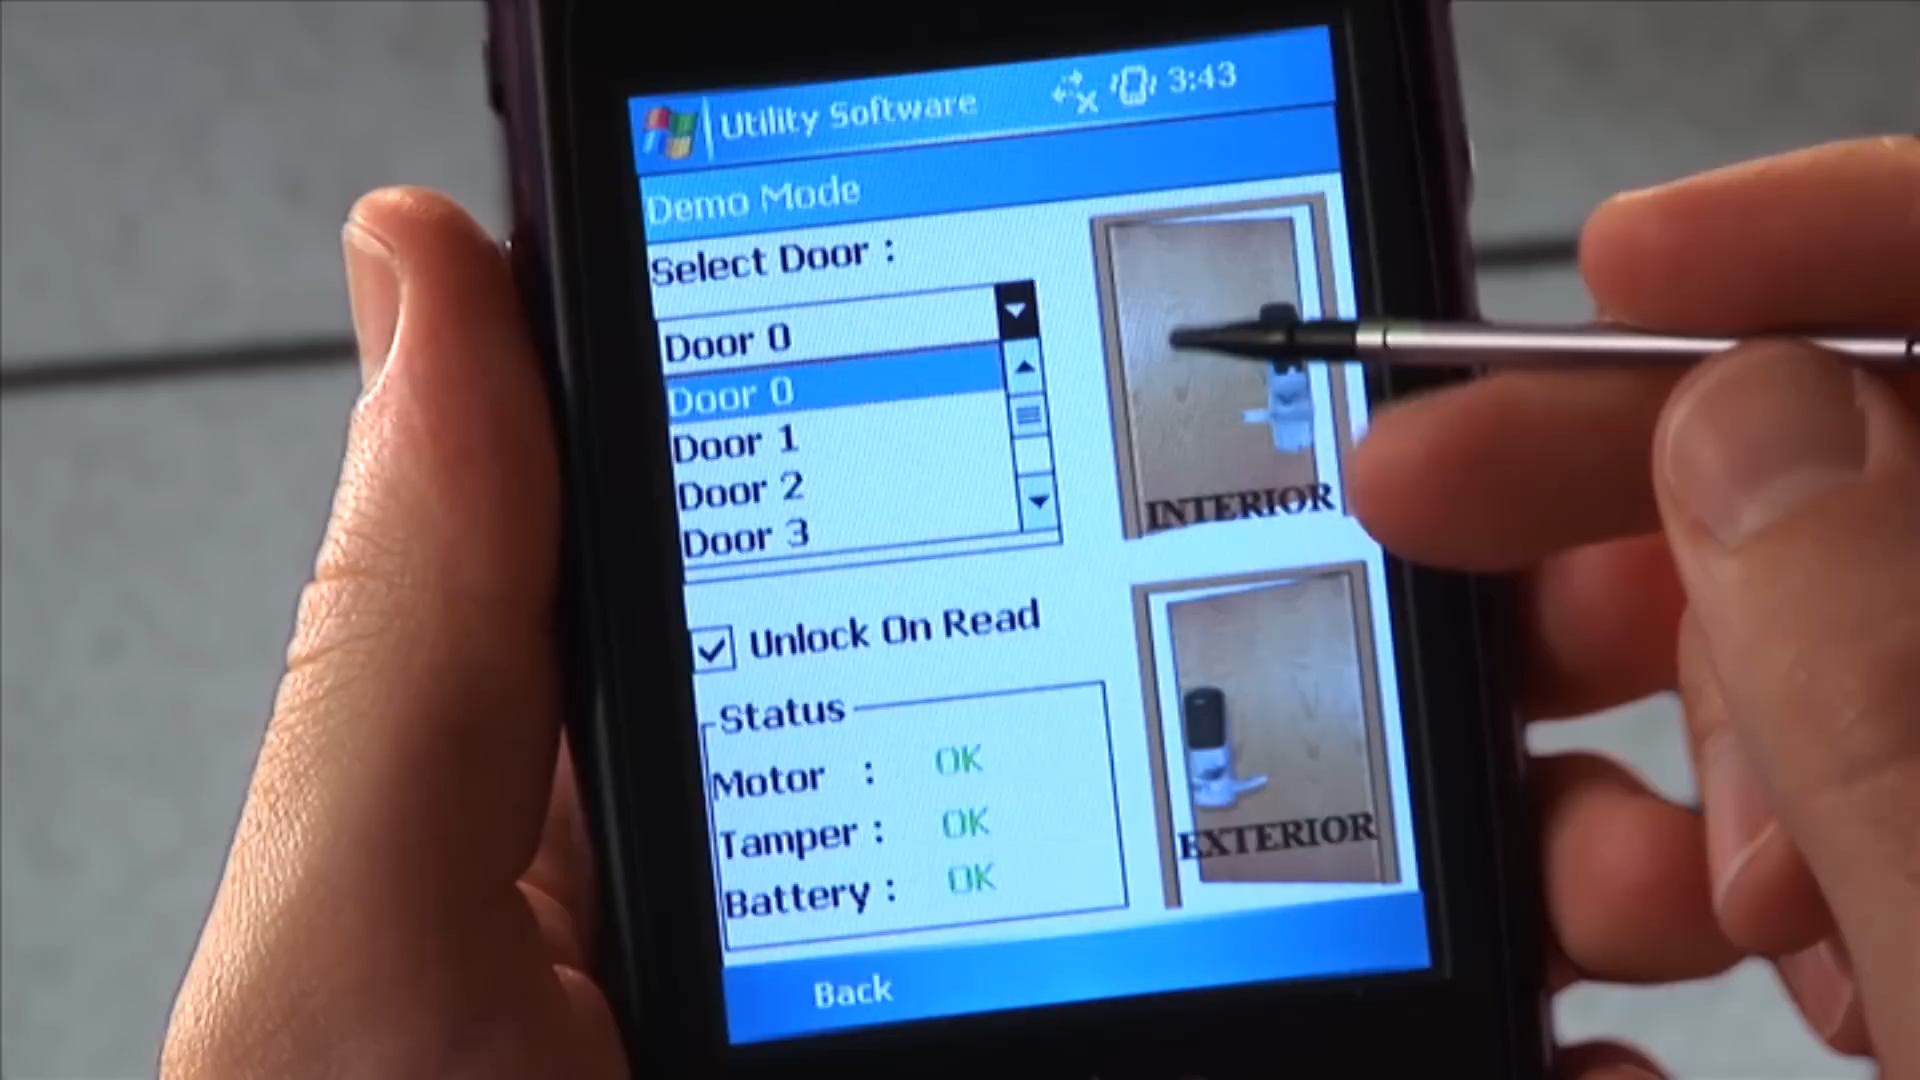 Utility Software 3:43
Demo Mode
Select Door :
Door 0
Door 0
Door 1
Door 2
Door 3
INTERIOR
Unlock On Read
Status
Motor : OK
Tamper : OK
Battery : OK
EXTERIOR
Back